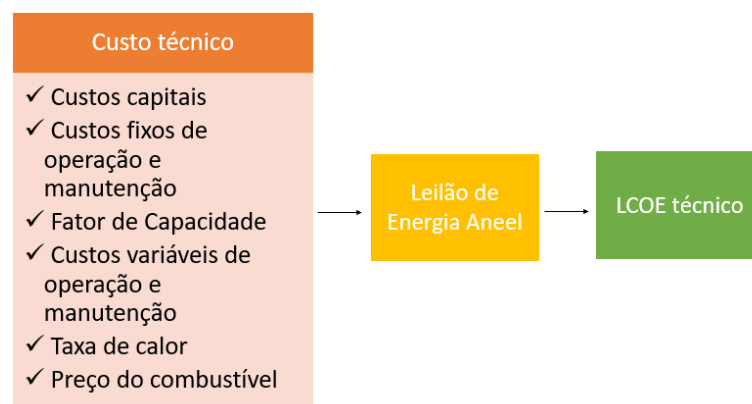 Custo técnico
✓ Custos capitais
✓ Custos fixos de
operação e
manutenção
✓ Fator de Capacidade
✓ Custos variáveis de
operação e
manutenção
✓ Taxa de calor
✓ Preço do combustível
Leilão de
Energia Aneel
LCOE técnico